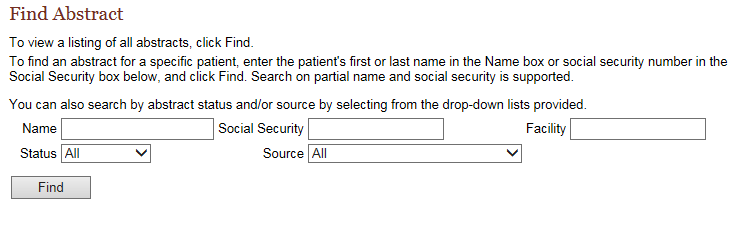 Find Abstract
To view a listing of all abstracts, click Find.
To find an abstract for a specific patient, enter the patient's first or last name in the Name box or social security number in the
Social Security box below, and click Find. Search on partial name and social security is supported.
You can also search by abstract status and/or source by selecting from the drop-down lists provided.
Name Social Security Facility
Status All Source All
Find